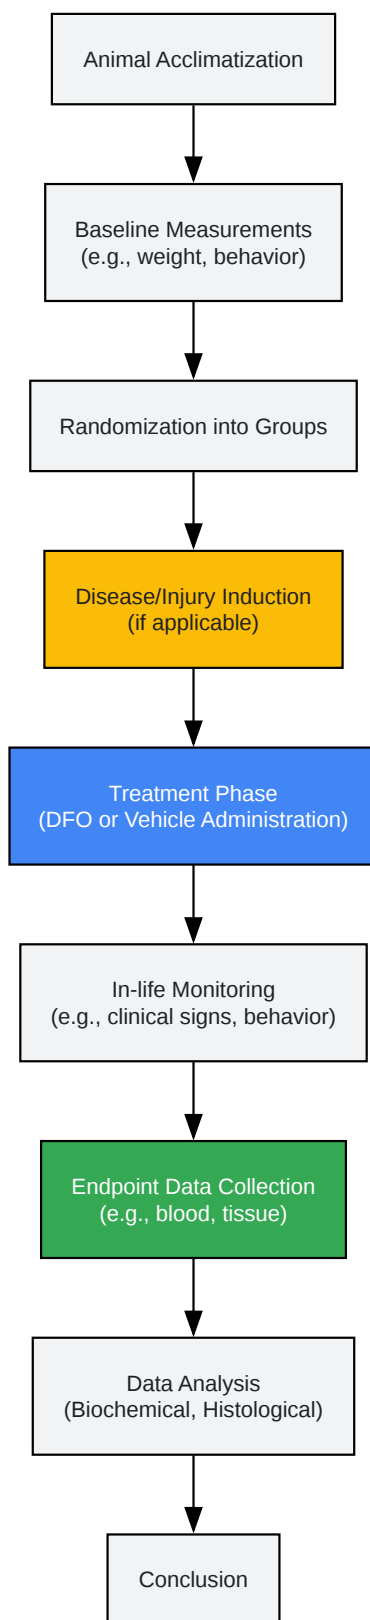 Animal Acclimatization
Baseline Measurements
(e.g., weight, behavior)
Randomization into Groups
Disease/Injury Induction
(if applicable)
Treatment Phase
(DFO or Vehicle Administration)
In-life Monitoring
(e.g., clinical signs, behavior)
Endpoint Data Collection
(e.g., blood, tissue)
Data Analysis
(Biochemical, Histological)
Conclusion